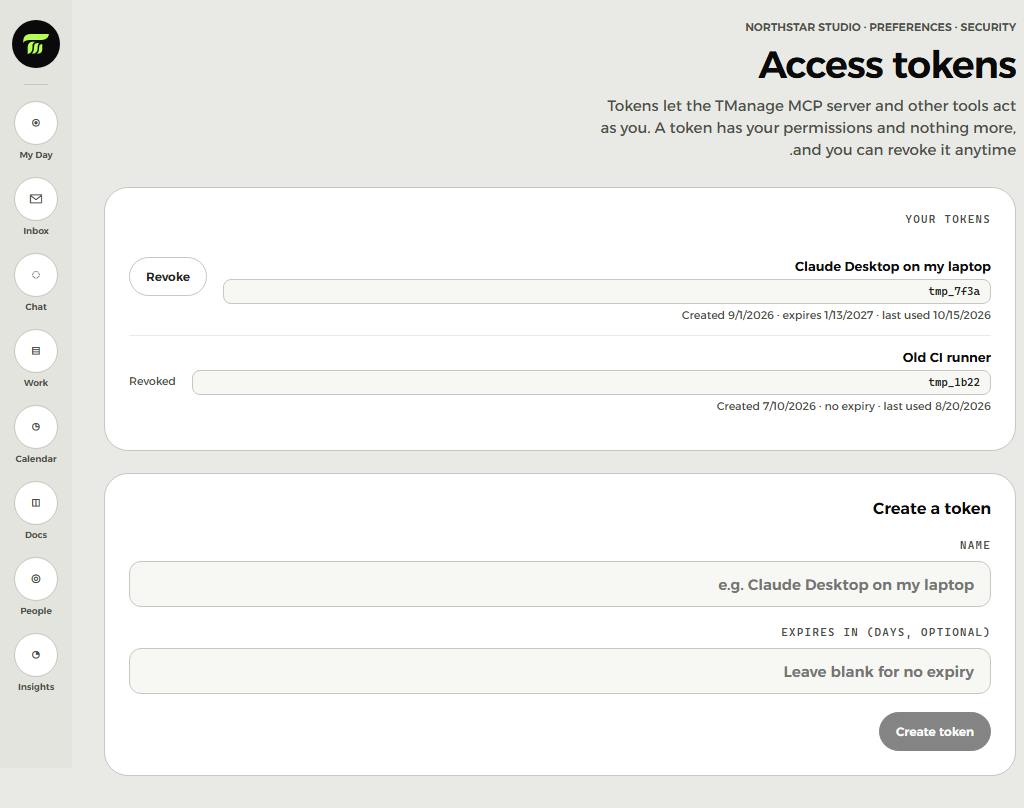 My Day
Inbox
Chat
Work
Calendar
Docs
People
Insights
NORTHSTAR STUDIO · PREFERENCES · SECURITY
Access tokens
Tokens let the TManage MCP server and other tools act
as you. A token has your permissions and nothing more,
.and you can revoke it anytime
YOUR TOKENS
Claude Desktop on my laptop
tmp_7f3a
Created 9/1/2026 · expires 1/13/2027 · last used 10/15/2026
Revoke
Old CI runner
tmp_1b22
Created 7/10/2026 · no expiry · last used 8/20/2026
Revoked
Create a token
NAME
e.g. Claude Desktop on my laptop
EXPIRES IN (DAYS, OPTIONAL)
Leave blank for no expiry
Create token